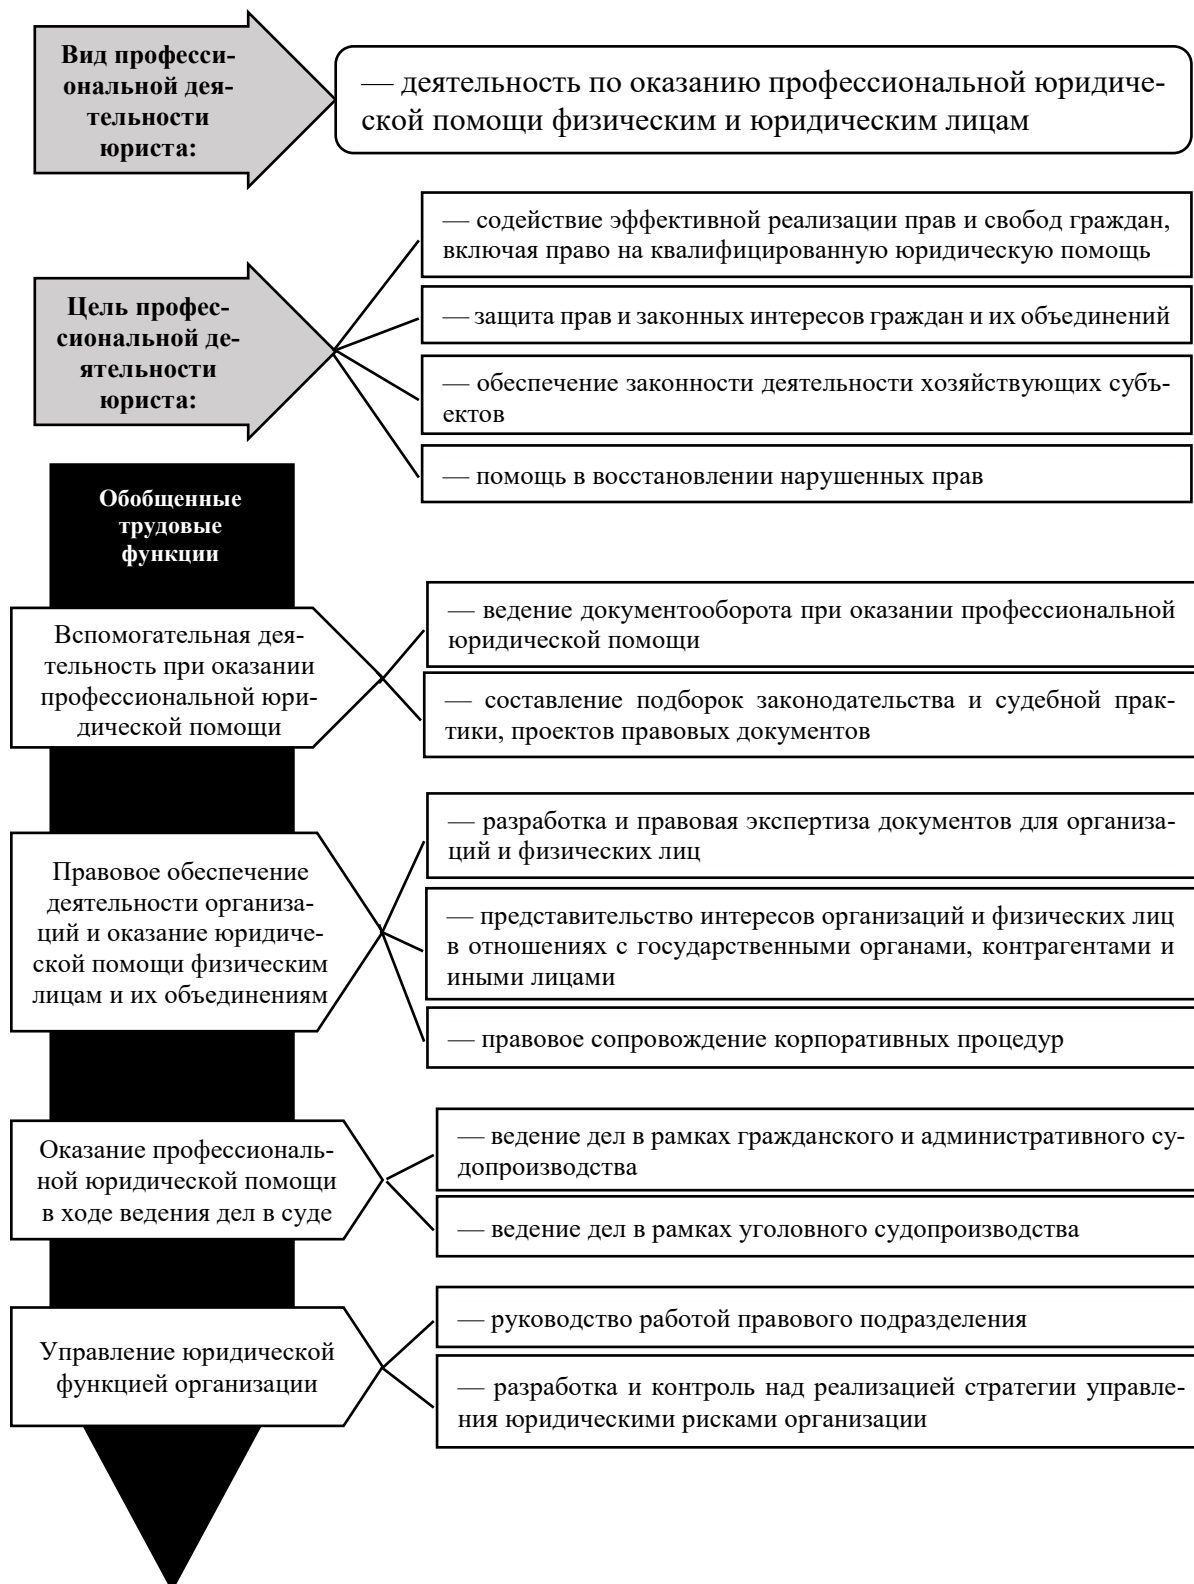 Вид професси-
ональной дея-
тельности
юриста:
— деятельность по оказанию профессиональной юридиче-
ской помощи физическим и юридическим лицам
Цель профес-
сиональной де-
ятельности
юриста:
— содействие эффективной реализации прав и свобод граждан,
включая право на квалифицированную юридическую помощь
— защита прав и законных интересов граждан и их объединений
— обеспечение законности деятельности хозяйствующих субъ-
ектов
— помощь в восстановлении нарушенных прав
Обобщенные
трудовые
функции
Вспомогательная дея-
тельность при оказании
профессиональной юри-
дической помощи
— ведение документооборота при оказании профессиональной
юридической помощи
— составление подборок законодательства и судебной прак-
тики, проектов правовых документов
Правовое обеспечение
деятельности организа-
ций и оказание юридиче-
ской помощи физическим
лицам и их объединениям
— разработка и правовая экспертиза документов для организа-
ций и физических лиц
— представительство интересов организаций и физических лиц
в отношениях с государственными органами, контрагентами и
иными лицами
— правовое сопровождение корпоративных процедур
Оказание профессиональ-
ной юридической помощи
в ходе ведения дел в суде
— ведение дел в рамках гражданского и административного су-
допроизводства
— ведение дел в рамках уголовного судопроизводства
Управление юридической
функцией организации
— руководство работой правового подразделения
— разработка и контроль над реализацией стратегии управле-
ния юридическими рисками организации